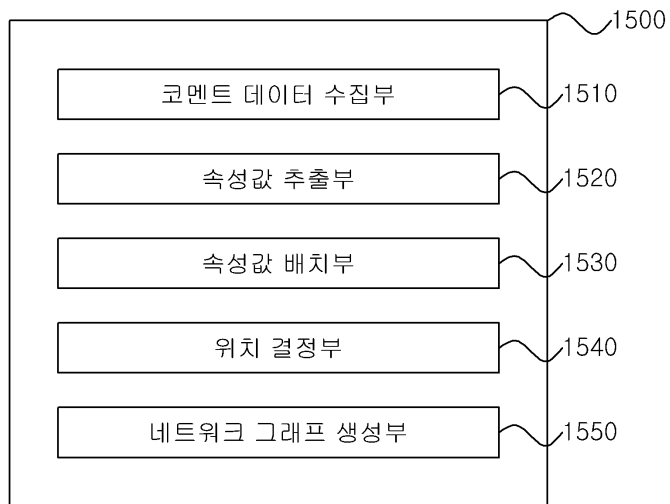 1500
코멘트 데이터 수집부 1510
속성값 추출부 1520
속성값 배치부 1530
위치 결정부 1540
네트워크 그래프 생성부 1550